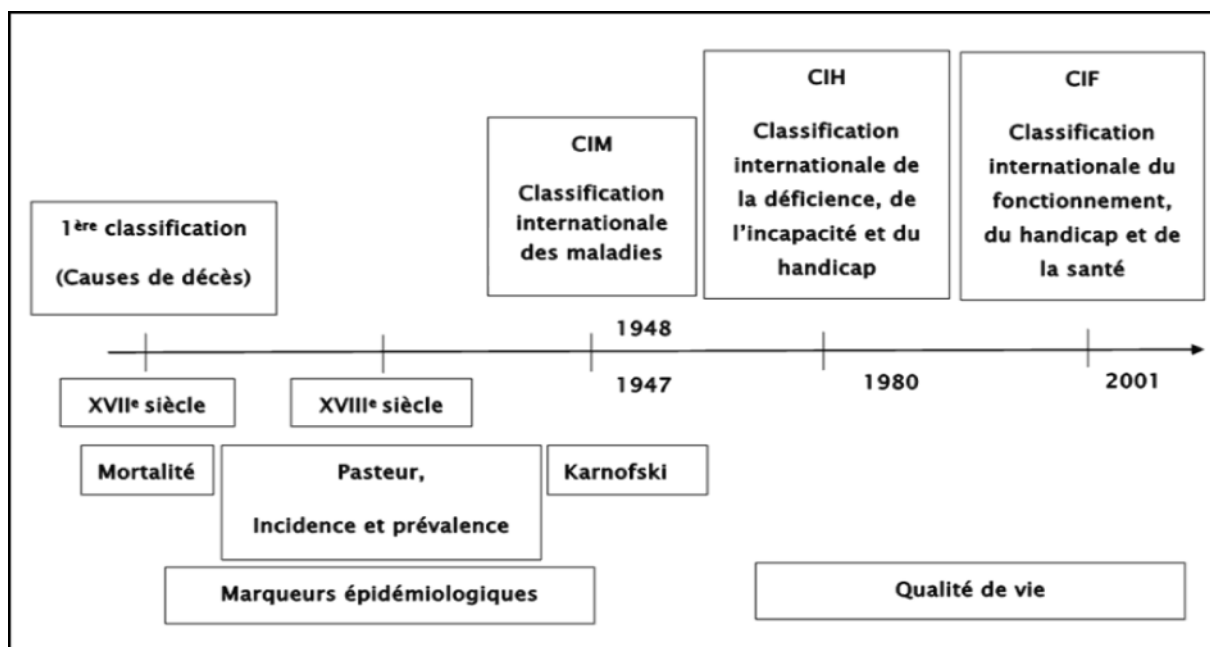 1ère classification
(Causes de décès)
CIM
Classification
internationale
des maladies
CIH
Classification
internationale de
la déficience, de
l'incapacité et du
handicap
CIF
Classification
internationale du
fonctionnement,
du handicap et de
la santé
1948
1947
1980
2001
XVIIe siècle
XVIIIe siècle
Mortalité
Pasteur,
Incidence et prévalence
Karnofski
Marqueurs épidémiologiques
Qualité de vie